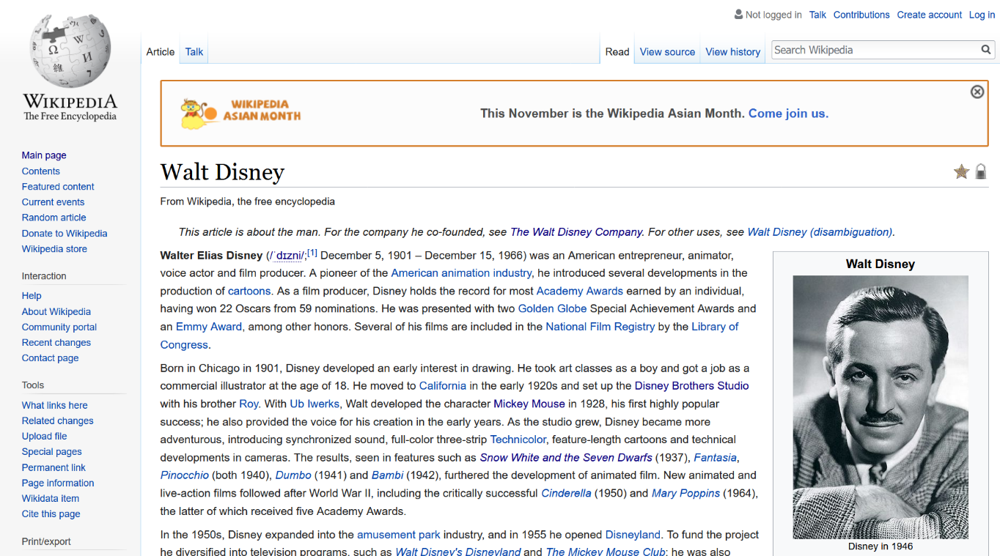 Not logged in Talk Contributions Create account Log in
Article Talk Read View source View history Search Wikipedia
WIKIPEDIA
The Free Encyclopedia
WIKIPEDIA
ASIAN MONTH
This November is the Wikipedia Asian Month. Come join us.
Main page
Contents
Featured content
Current events
Random article
Donate to Wikipedia
Wikipedia store
Interaction
Help
About Wikipedia
Community portal
Recent changes
Contact page
Tools
What links here
Related changes
Upload file
Special pages
Permanent link
Page information
Wikidata item
Cite this page
Print/export
Walt Disney
From Wikipedia, the free encyclopedia
This article is about the man. For the company he co-founded, see The Walt Disney Company. For other uses, see Walt Disney (disambiguation).
Walter Elias Disney (/ˈdɪzni/;[1] December 5, 1901 – December 15, 1966) was an American entrepreneur, animator,
voice actor and film producer. A pioneer of the American animation industry, he introduced several developments in the
production of cartoons. As a film producer, Disney holds the record for most Academy Awards earned by an individual,
having won 22 Oscars from 59 nominations. He was presented with two Golden Globe Special Achievement Awards and
an Emmy Award, among other honors. Several of his films are included in the National Film Registry by the Library of
Congress.
Born in Chicago in 1901, Disney developed an early interest in drawing. He took art classes as a boy and got a job as a
commercial illustrator at the age of 18. He moved to California in the early 1920s and set up the Disney Brothers Studio
with his brother Roy. With Ub Iwerks, Walt developed the character Mickey Mouse in 1928, his first highly popular
success; he also provided the voice for his creation in the early years. As the studio grew, Disney became more
adventurous, introducing synchronized sound, full-color three-strip Technicolor, feature-length cartoons and technical
developments in cameras. The results, seen in features such as Snow White and the Seven Dwarfs (1937), Fantasia,
Pinocchio (both 1940), Dumbo (1941) and Bambi (1942), furthered the development of animated film. New animated and
live-action films followed after World War II, including the critically successful Cinderella (1950) and Mary Poppins (1964),
the latter of which received five Academy Awards.
In the 1950s, Disney expanded into the amusement park industry, and in 1955 he opened Disneyland. To fund the project
he diversified into television programs, such as Walt Disney's Disneyland and The Mickey Mouse Club; he was also
Walt Disney
Disney in 1946